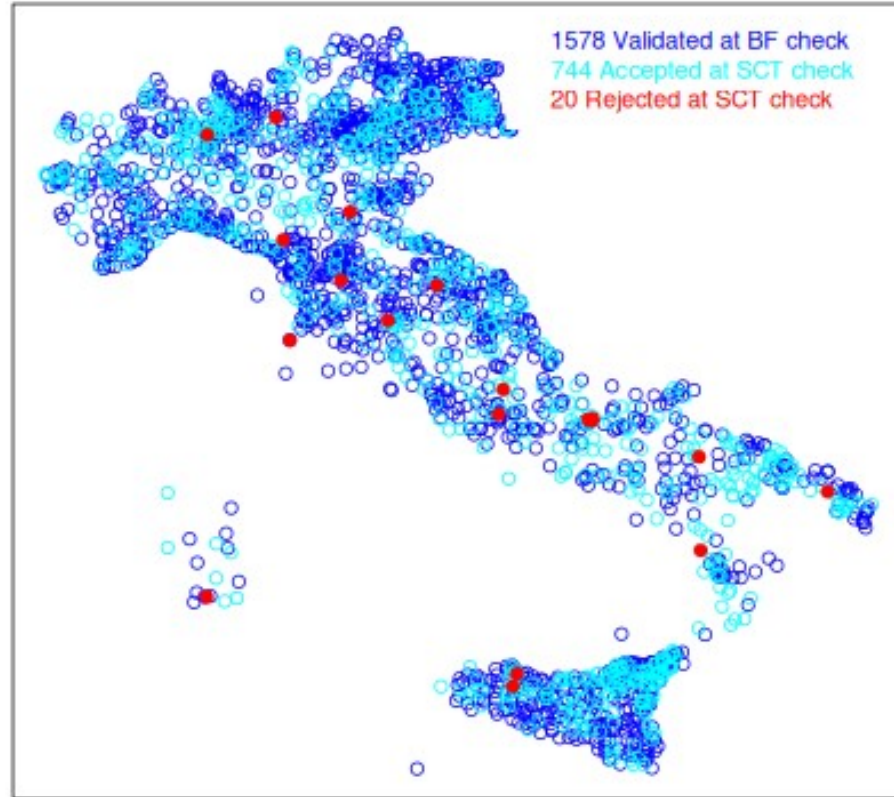 1578 Validated at BF check
744 Accepted at SCT check
20 Rejected at SCT check